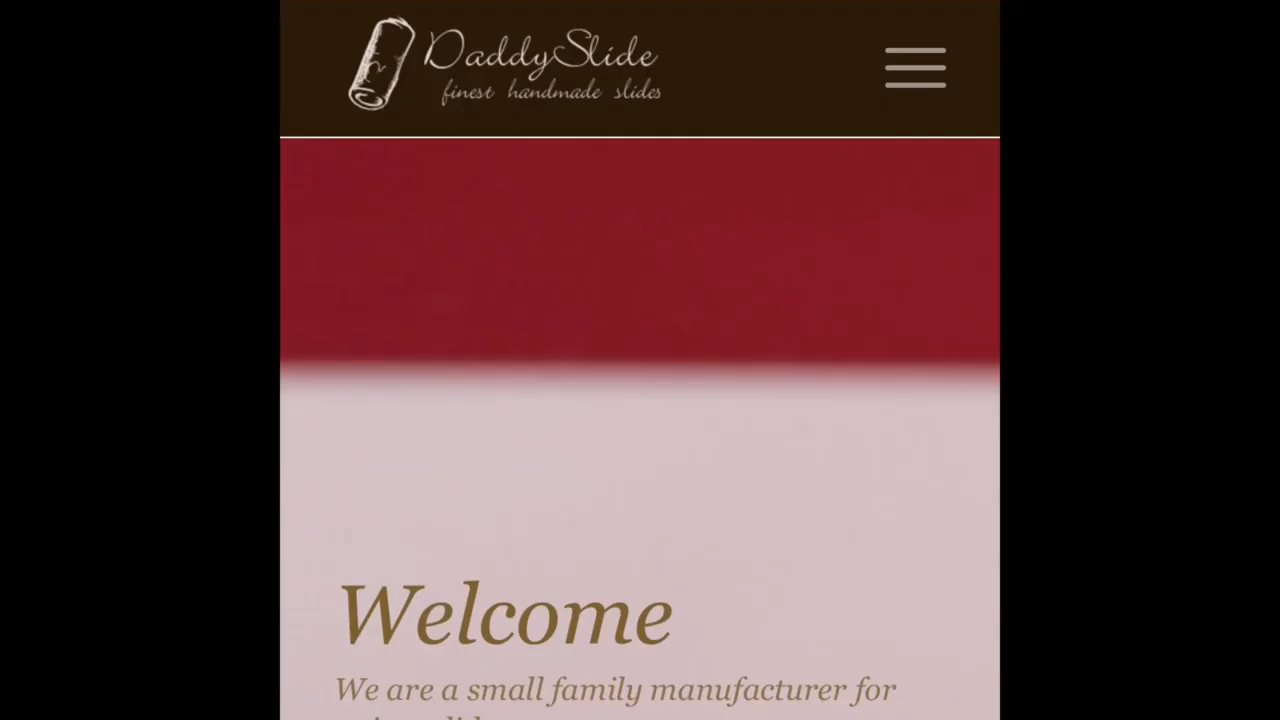 DaddySlide
finest handmade slides
Welcome
We are a small family manufacturer for